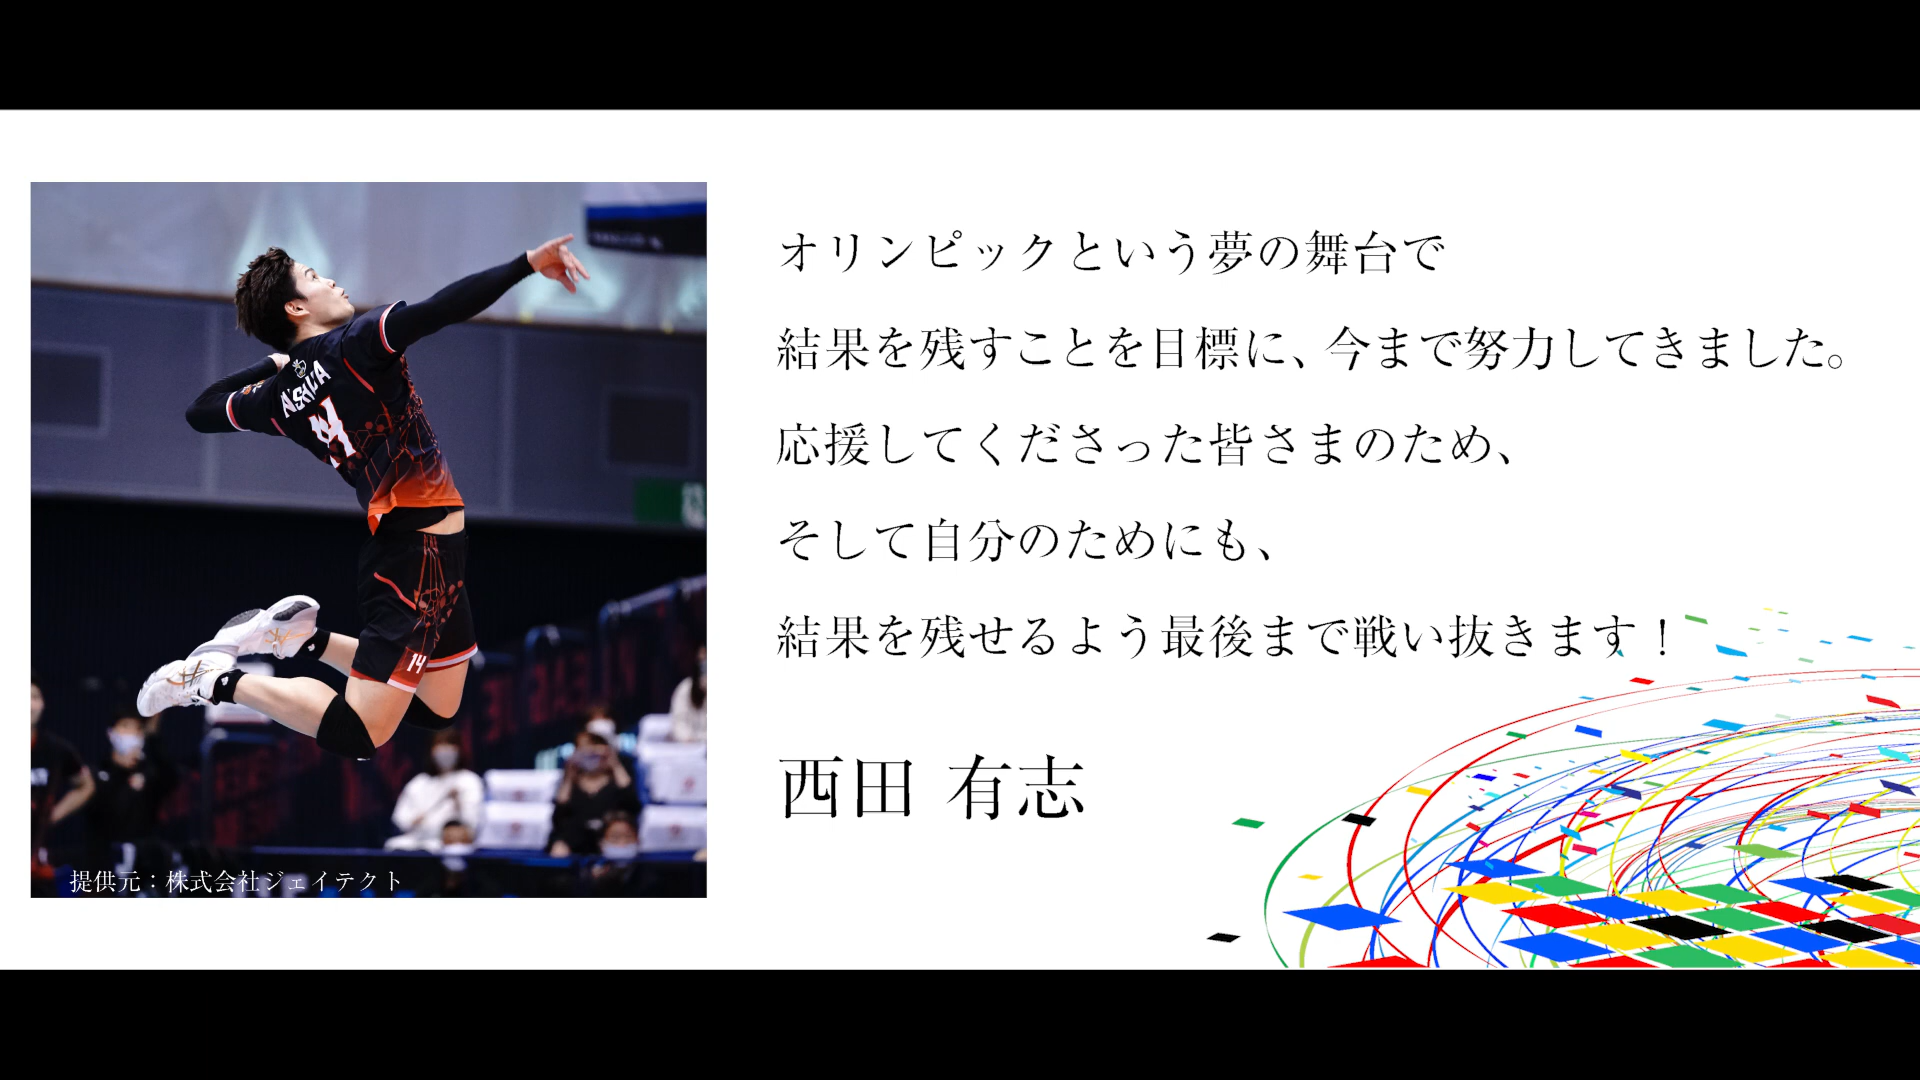 オリンピックという夢の舞台で
結果を残すことを目標に、今まで努力してきました。
応援してくださった皆さまのため、
そして自分のためにも、
結果を残せるよう最後まで戦い抜きます！
西田 有志
NISHIDA
14
14
提供元：株式会社ジェイテクト